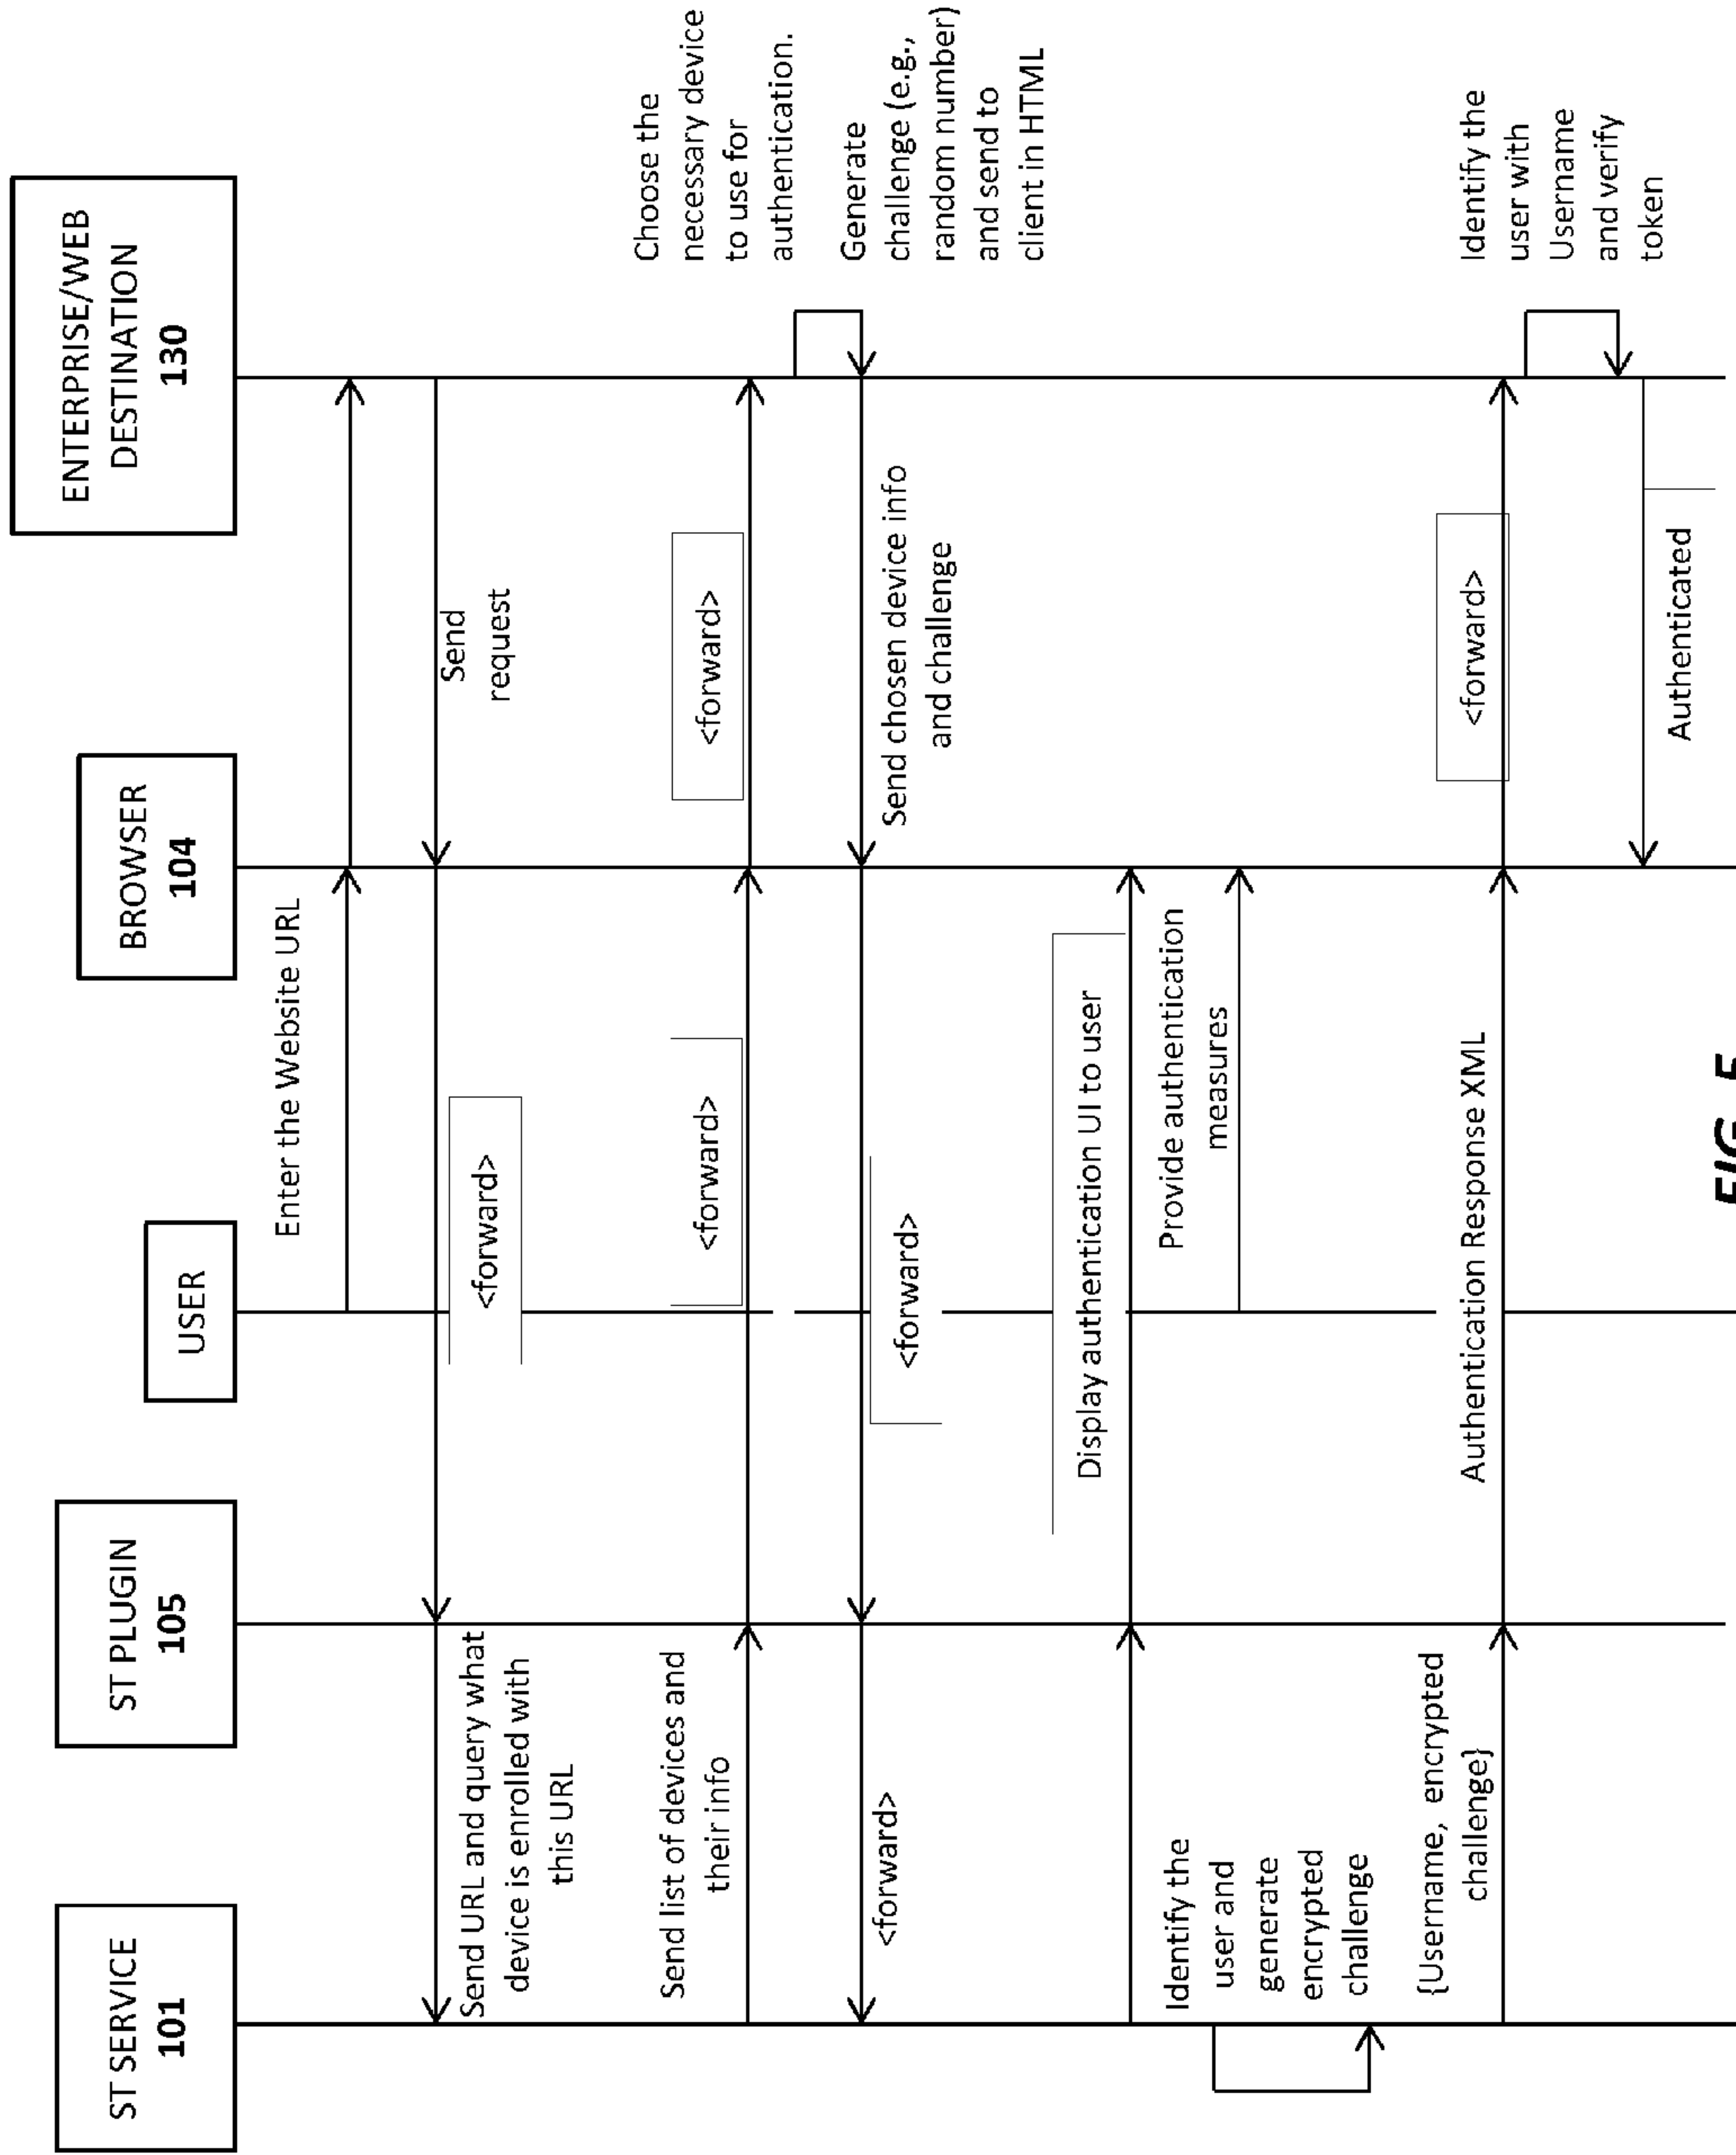 ST SERVICE
101
ST PLUGIN
105
USER
BROWSER
104
ENTERPRISE/WEB
DESTINATION
130
Enter the Website URL
Send
request
<forward>
Send URL and query what
device is enrolled with
this URL
Send list of devices and
their info
<forward>
<forward>
Choose the
necessary device
to use for
authentication.
Generate
challenge (e.g.,
random number)
and send to
client in HTML
Send chosen device info
and challenge
<forward>
<forward>
Display authentication UI to user
Provide authentication
measures
Identify the
user and
generate
encrypted
challenge
{Username, encrypted
challenge}
Authentication Response XML
<forward>
Identify the
user with
Username
and verify
token
Authenticated